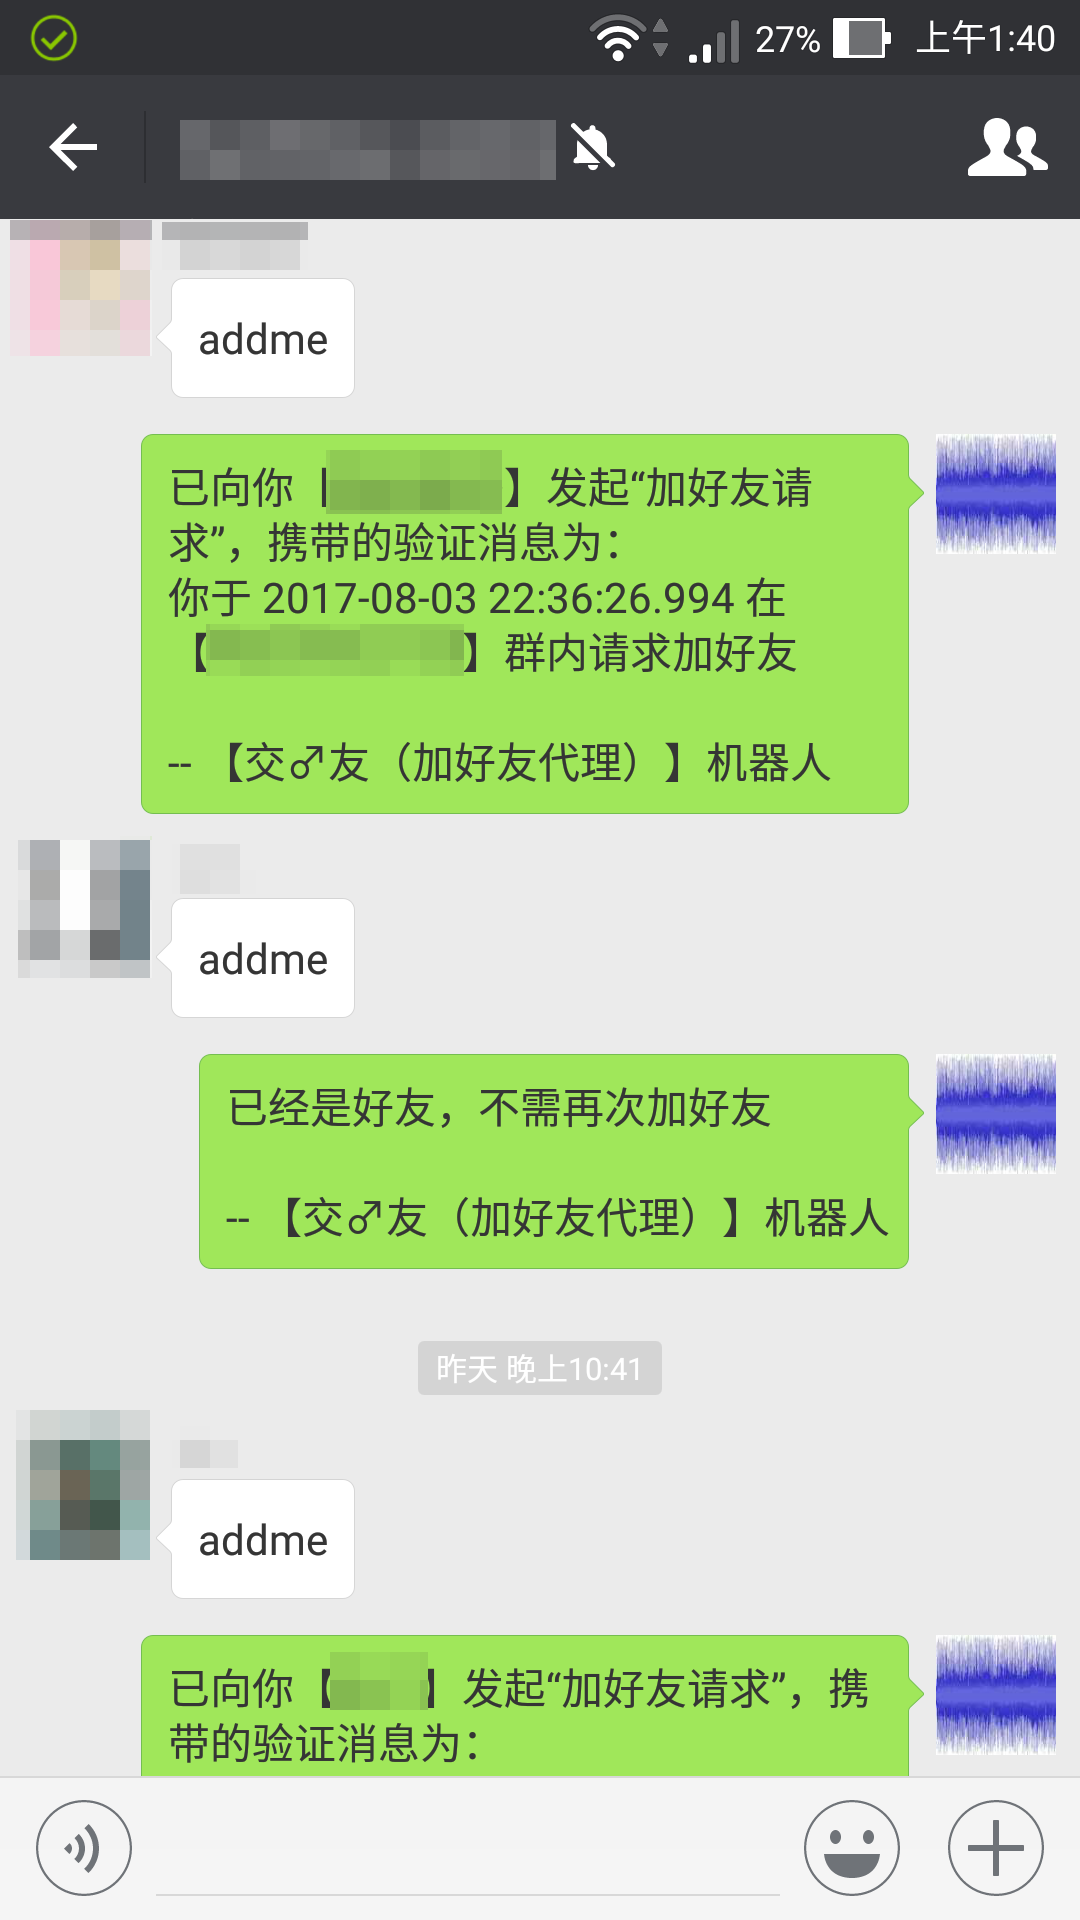 27% 上午1:40
addme
已向你【】发起“加好友请
求”，携带的验证消息为：
你于 2017-08-03 22:36:26.994 在
【】群内请求加好友
-- 【交♂友（加好友代理）】机器人
addme
已经是好友，不需再次加好友
-- 【交♂友（加好友代理）】机器人
昨天 晚上10:41
addme
已向你【】发起“加好友请求”，携
带的验证消息为：